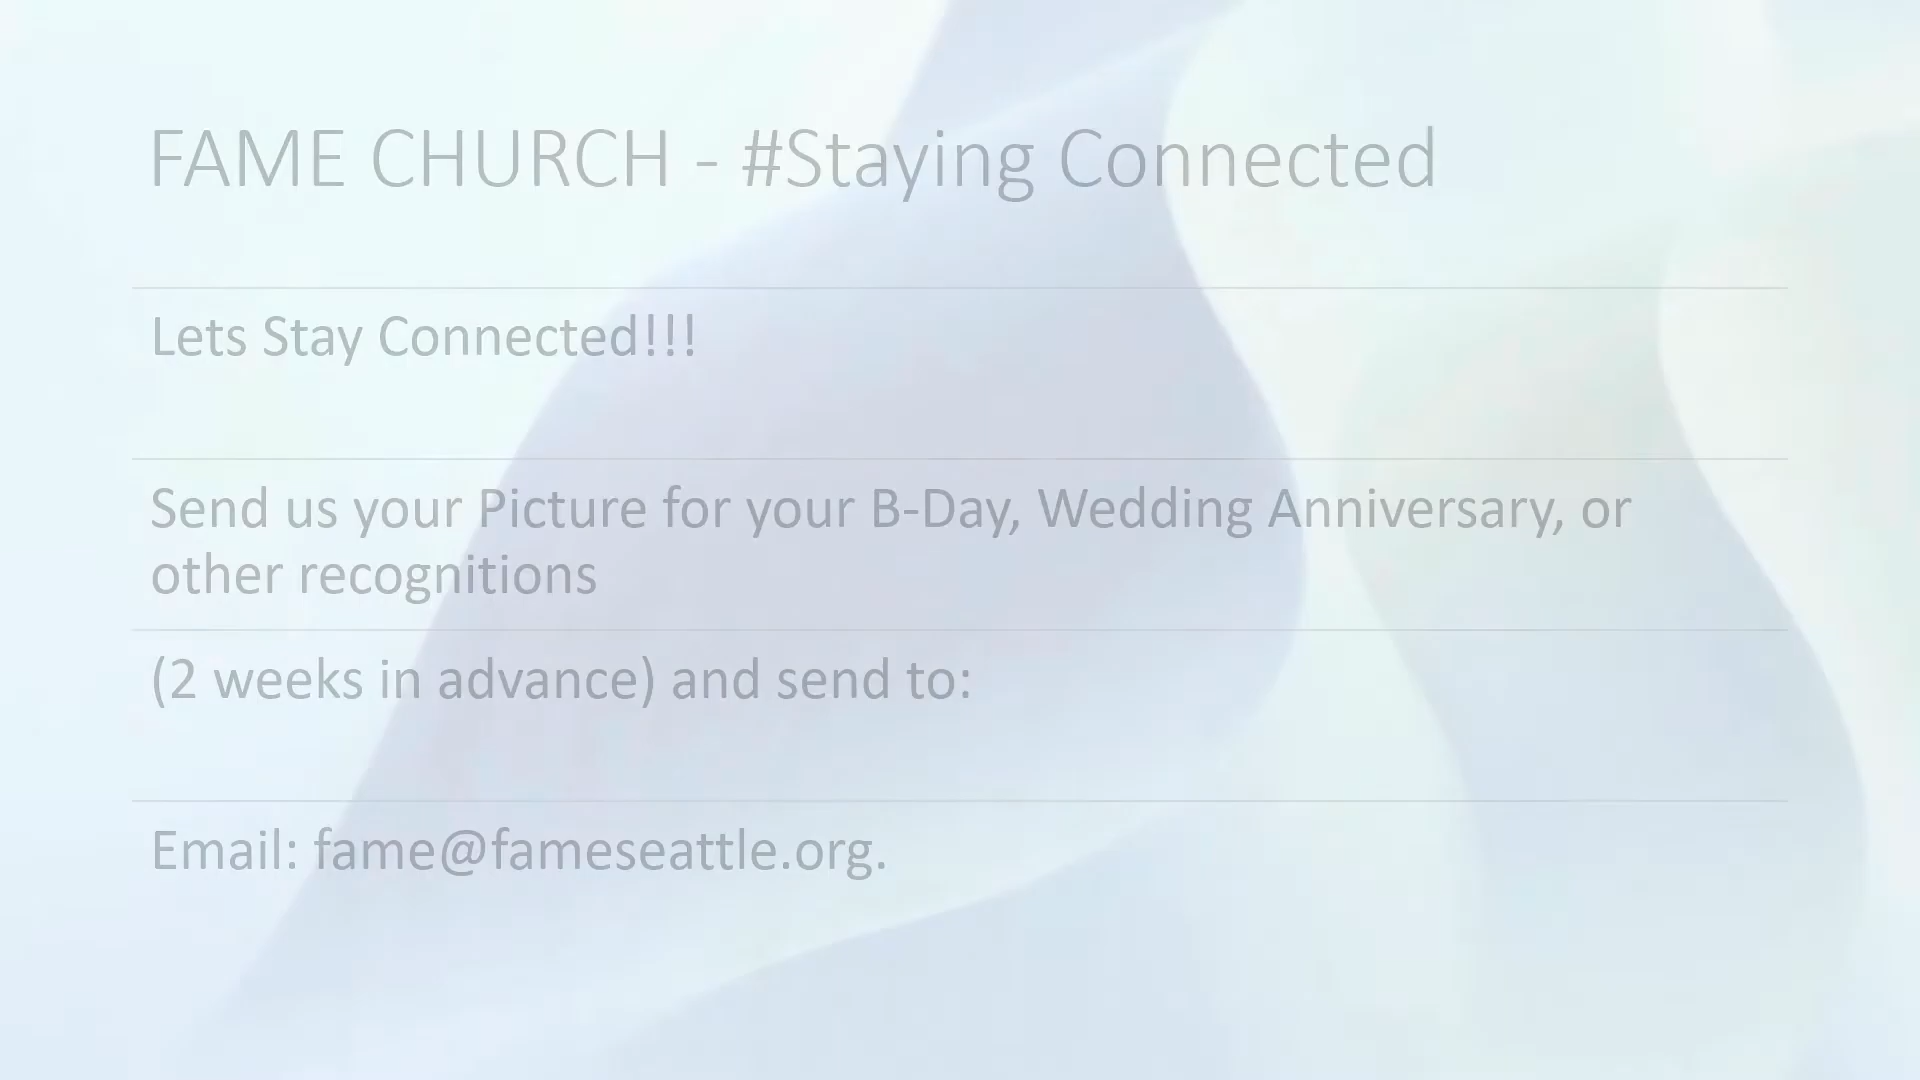 FAME CHURCH - #Staying Connected
Lets Stay Connected!!!
Send us your Picture for your B-Day, Wedding Anniversary, or
other recognitions
(2 weeks in advance) and send to:
Email: fame@fameseattle.org.